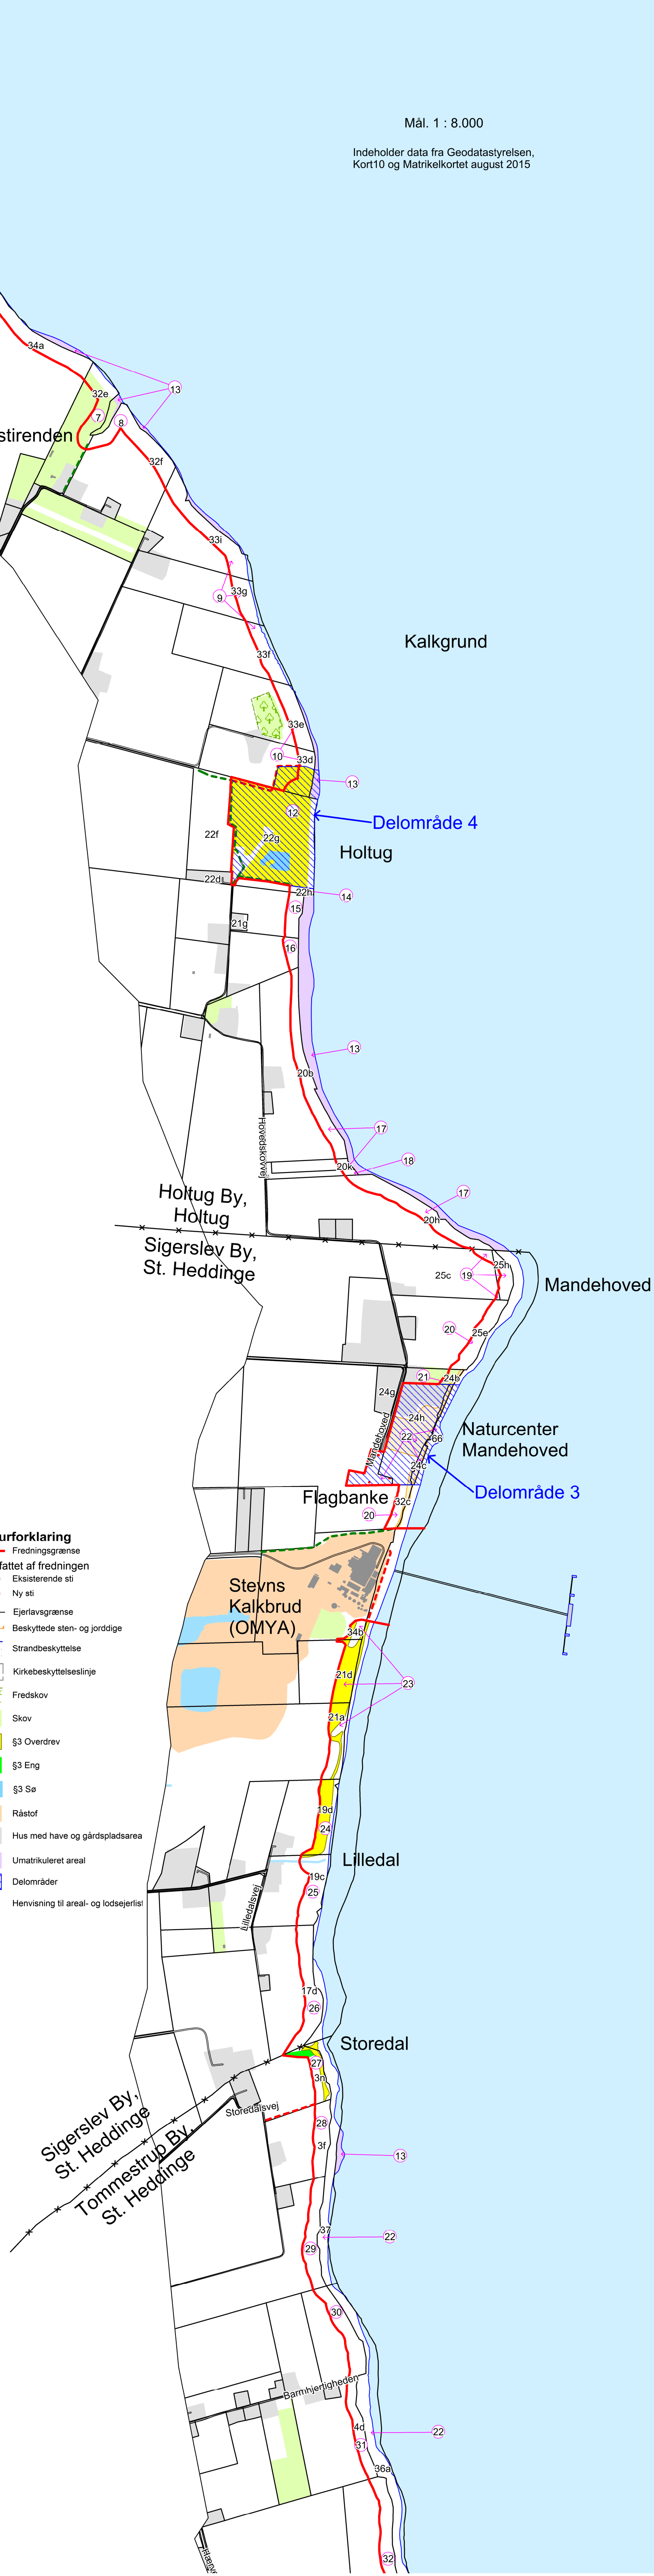 Mål. 1 : 8.000
Indeholder data fra Geodatastyrelsen,
Kort10 og Matrikelkortet august 2015
34a
13
32e
7
8
stirenden
32f
33i
33g
9
33f
Kalkgrund
33e
10
33d
13
12
Delområde 4
22f
22g
Holtug
22d
22h
14
15
21g
16
13
20b
Hovedskovvej
17
18
20k
Holtug By,
Holtug
17
20h
Sigerslev By,
St. Heddinge
25h
25c
19
Mandehoved
20
25e
21
24b
24g
24h
Mandehoved
22
66
Naturcenter
Mandehoved
24c
Delområde 3
Flagbanke
32c
20
urforklaring
Fredningsgrænse
fattet af fredningen
Eksisterende sti
Ny sti
Ejerlavsgrænse
Beskyttede sten- og jorddige
Strandbeskyttelse
Kirkebeskyttelseslinje
Fredskov
Skov
§3 Overdrev
§3 Eng
§3 Sø
Råstof
Hus med have og gårdspladsarea
Umatrikuleret areal
Delområder
Henvisning til areal- og lodsejerlist
Stevns
Kalkbrud
(OMYA)
34b
21d
23
21a
19d
24
Lilledal
19c
25
Lilledalsvej
17d
26
Storedal
27
3n
Storedalsvej
28
Sigerslev By,
St. Heddinge
Tommestrup By,
St. Heddinge
3f
13
37
22
29
30
Barmhjertigheden
4d
22
31
36a
32